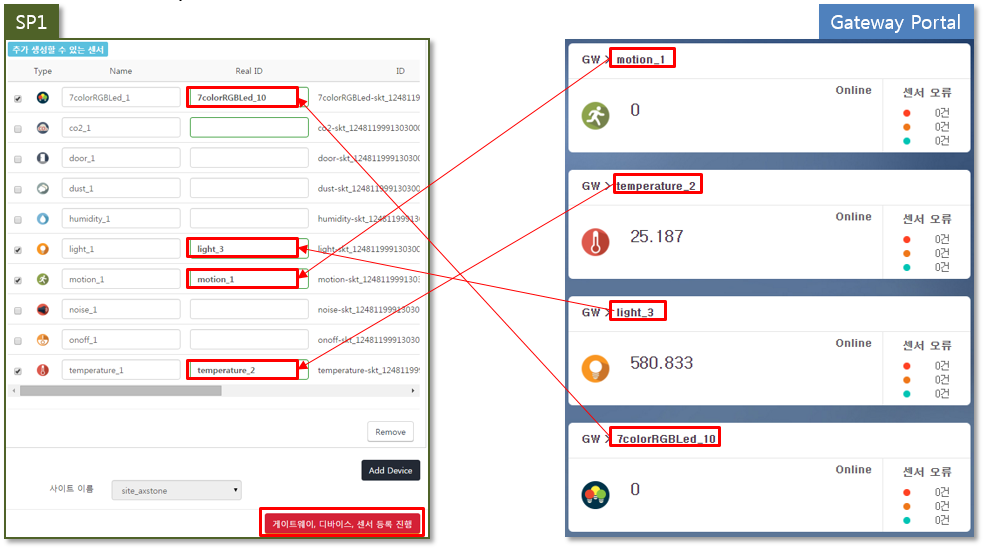 SP1
추가 생성할 수 있는 센서
Type Name Real ID ID
7colorRGBLed_1 7colorRGBLed_10 7colorRGBLed-skt_1248119
co2_1 co2-skt_1248119991303000
door_1 door-skt_12481199913030
dust_1 dust-skt_124811999130300
humidity_1 humidity-skt_12481199913
light_1 light_3 light-skt_124811999130300
motion_1 motion_1 motion-skt_1248119991303
noise_1 noise-skt_12481199913030
onoff_1 onoff-skt_12481199913030
temperature_1 temperature_2 temperature-skt_124811999
Remove
Add Device
사이트 이름 site_axstone
게이트웨이, 디바이스, 센서 등록 진행
Gateway Portal
GW > motion_1
Online 센서 오류
0 0건
0건
0건
GW > temperature_2
Online 센서 오류
25.187 0건
0건
0건
GW > light_3
Online 센서 오류
580.833 0건
0건
0건
GW > 7colorRGBLed_10
Online 센서 오류
0 0건
0건
0건